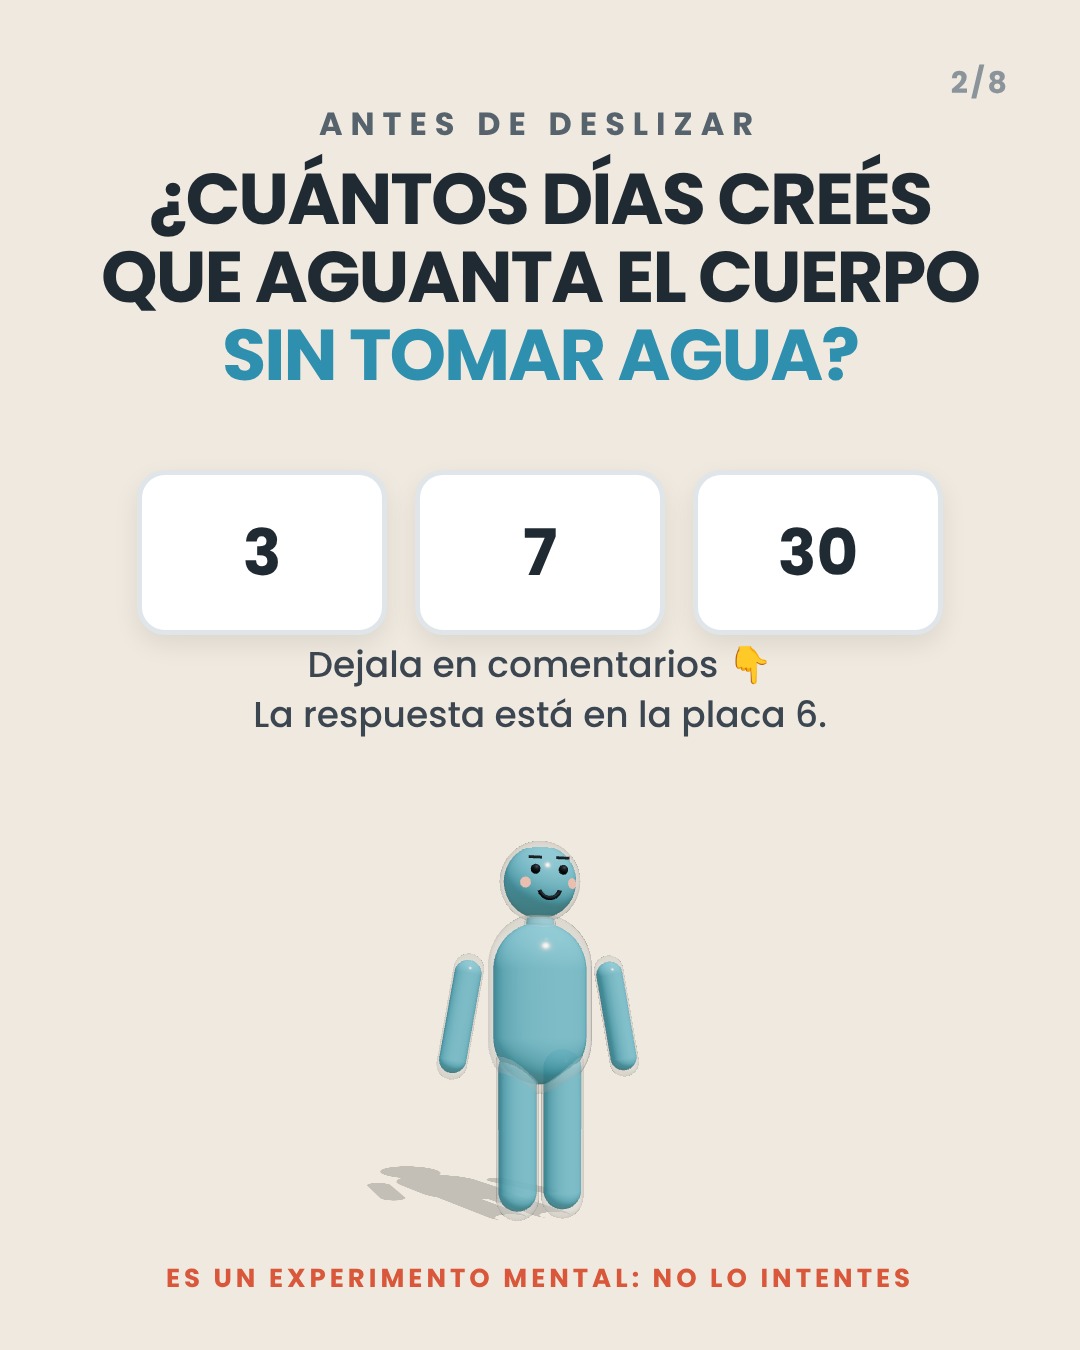 2/8
ANTES DE DESLIZAR
¿CUÁNTOS DÍAS CREÉS
QUE AGUANTA EL CUERPO
SIN TOMAR AGUA?
3
7
30
Dejala en comentarios 👇
La respuesta está en la placa 6.
ES UN EXPERIMENTO MENTAL: NO LO INTENTES